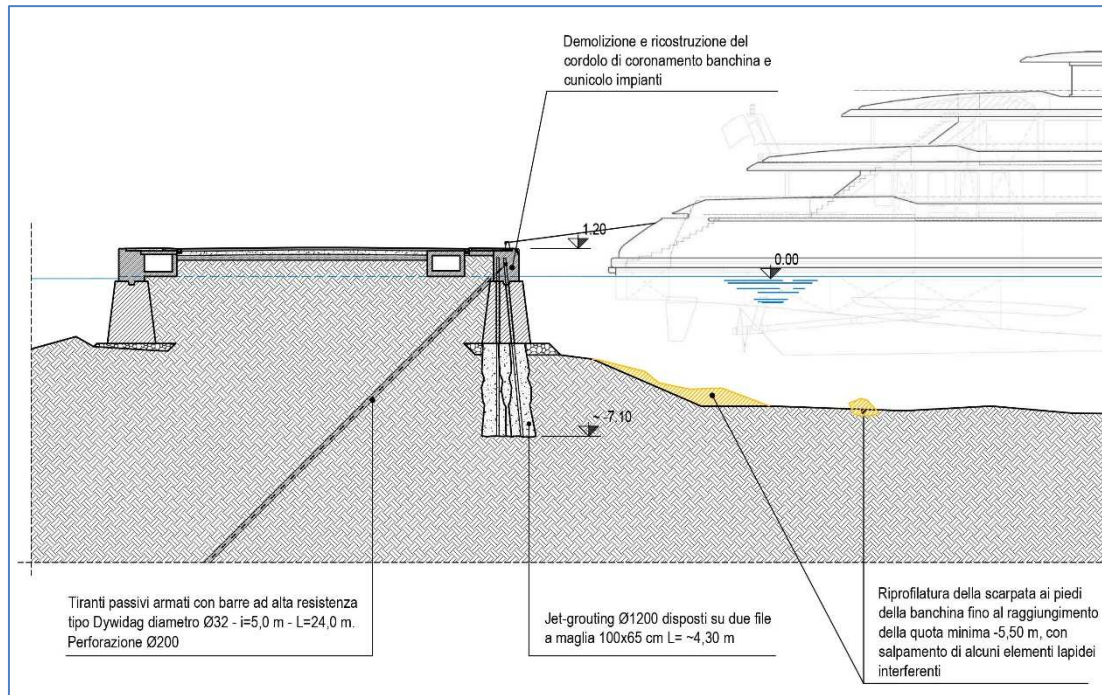 Demolizione e ricostruzione del
cordolo di coronamento banchina e
cunicolo impianti
1.20
0.00
~ -7.10
Tiranti passivi armati con barre ad alta resistenza
tipo Dywidag diametro Ø32 - i=5,0 m - L=24,0 m.
Perforazione Ø200
Jet-grouting Ø1200 disposti su due file
a maglia 100x65 cm L= ~4,30 m
Riprofilatura della scarpata ai piedi
della banchina fino al raggiungimento
della quota minima -5,50 m, con
salpamento di alcuni elementi lapidei
interferenti